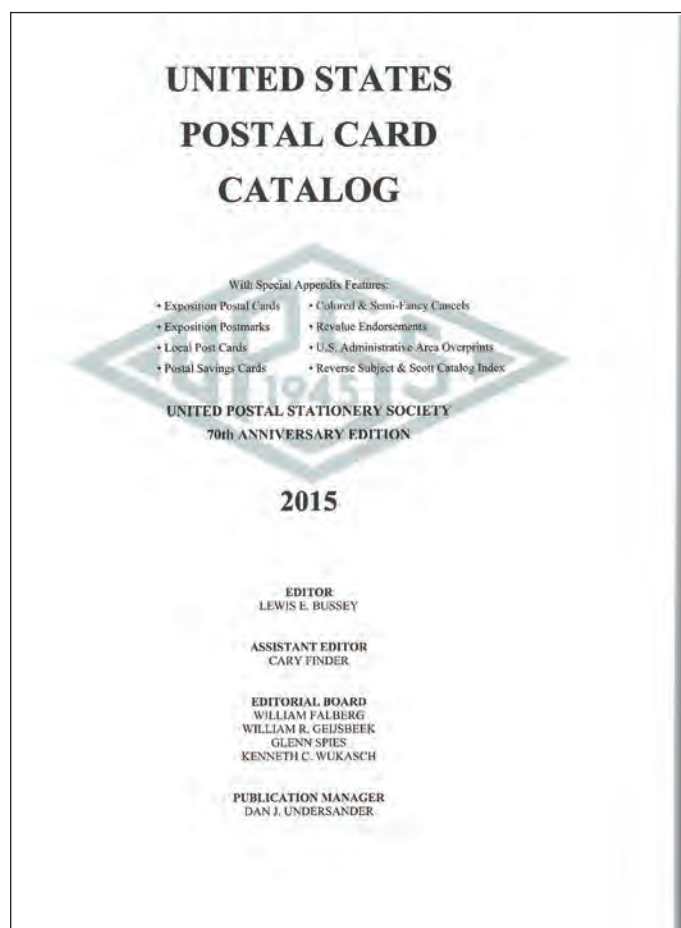 UNITED STATES
POSTAL CARD
CATALOG
With Special Appendix Features:
• Exposition Postal Cards
• Exposition Postmarks
• Local Post Cards
• Postal Savings Cards
• Colored & Semi-Fancy Cancels
• Revalue Endorsements
• U.S. Administrative Area Overprints
• Reverse Subject & Scott Catalog Index
UPSS
1945
UNITED POSTAL STATIONERY SOCIETY
70th ANNIVERSARY EDITION
2015
EDITOR
LEWIS E. BUSSEY
ASSISTANT EDITOR
CARY FINDER
EDITORIAL BOARD
WILLIAM FALBERG
WILLIAM R. GEIJSBEEK
GLENN SPIES
KENNETH C. WUKASCH
PUBLICATION MANAGER
DAN J. UNDERSANDER